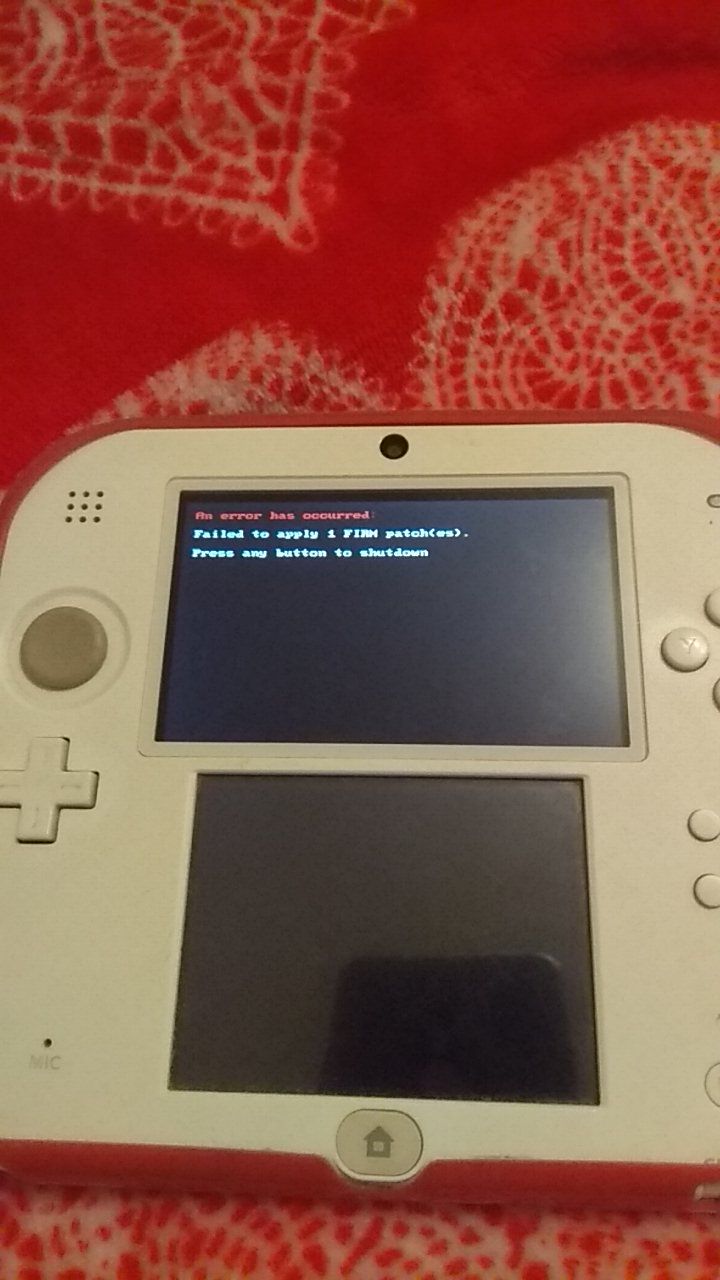 An error has occurred:
Failed to apply 1 FIRM patch(es).
Press any button to shutdown
Y
MIC